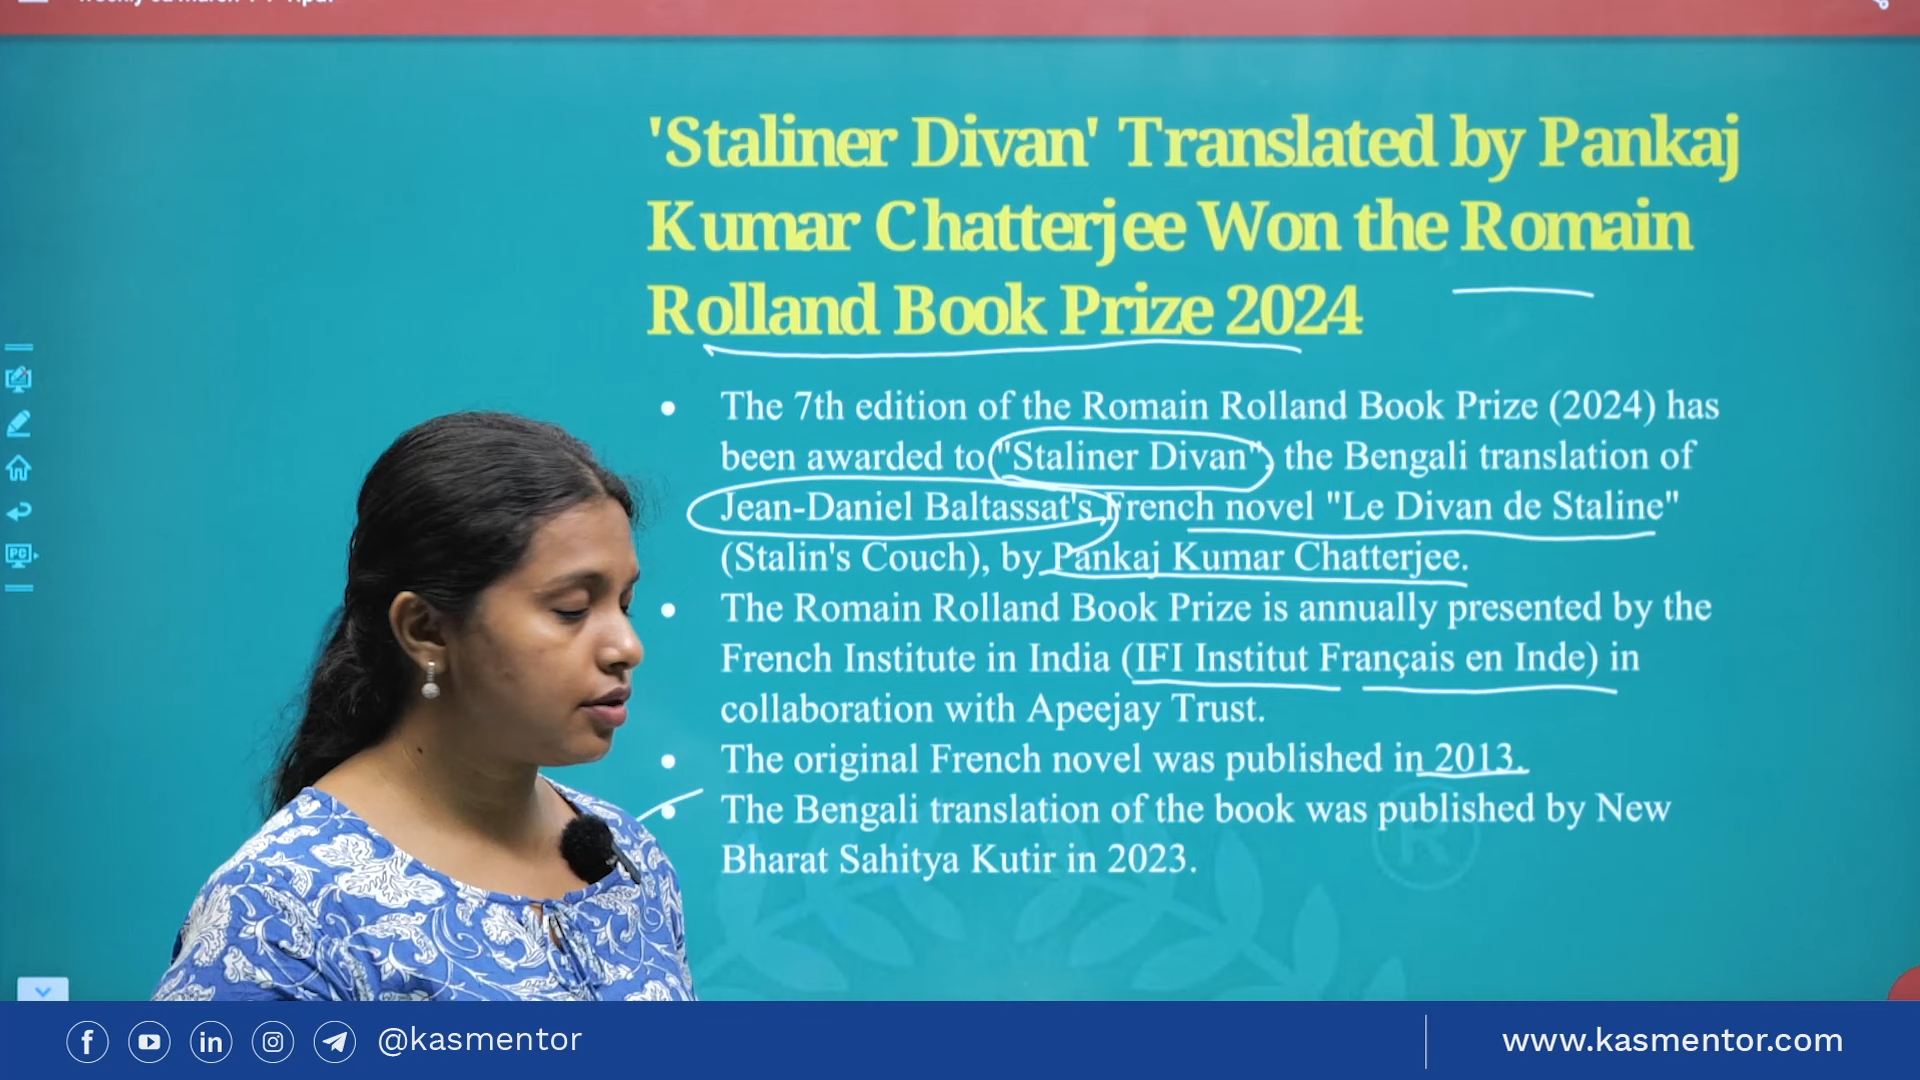 'Staliner Divan' Translated by Pankaj
Kumar Chatterjee Won the Romain
Rolland Book Prize 2024
• The 7th edition of the Romain Rolland Book Prize (2024) has
been awarded to "Staliner Divan", the Bengali translation of
Jean-Daniel Baltassat's French novel "Le Divan de Staline"
(Stalin's Couch), by Pankaj Kumar Chatterjee.
• The Romain Rolland Book Prize is annually presented by the
French Institute in India (IFI Institut Français en Inde) in
collaboration with Apeejay Trust.
• The original French novel was published in 2013.
• The Bengali translation of the book was published by New
Bharat Sahitya Kutir in 2023.
PC
®
@kasmentor
www.kasmentor.com